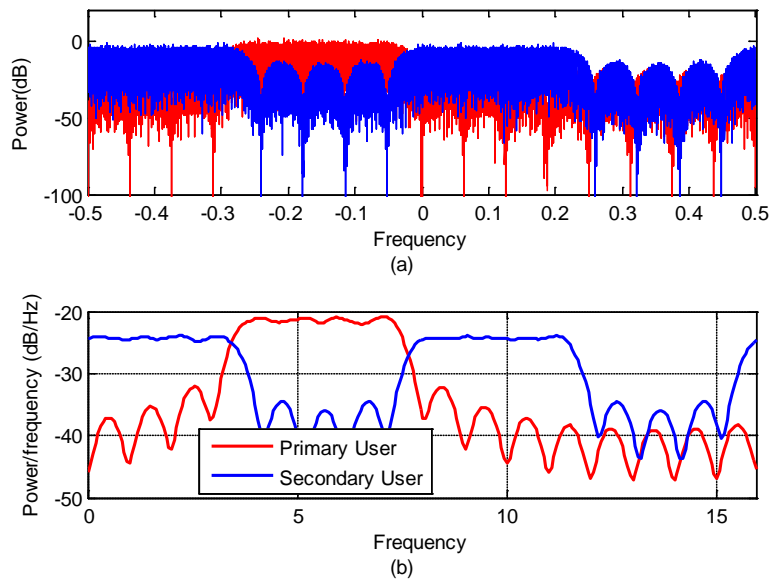 0
-50
-100
Power(dB)
-0.5 -0.4 -0.3 -0.2 -0.1 0 0.1 0.2 0.3 0.4 0.5
Frequency
(a)
-20
-30
-40
-50
Power/frequency (dB/Hz)
Primary User
Secondary User
0 5 10 15
Frequency
(b)